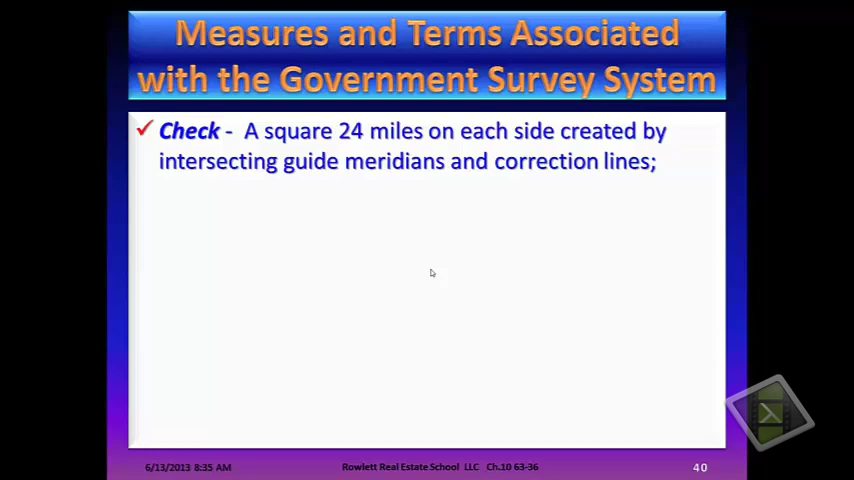 Measures and Terms Associated
with the Government Survey System
Check - A square 24 miles on each side created by
intersecting guide meridians and correction lines;
6/13/2013 8:35 AM
Rowlett Real Estate School LLC Ch.10 63-36
40